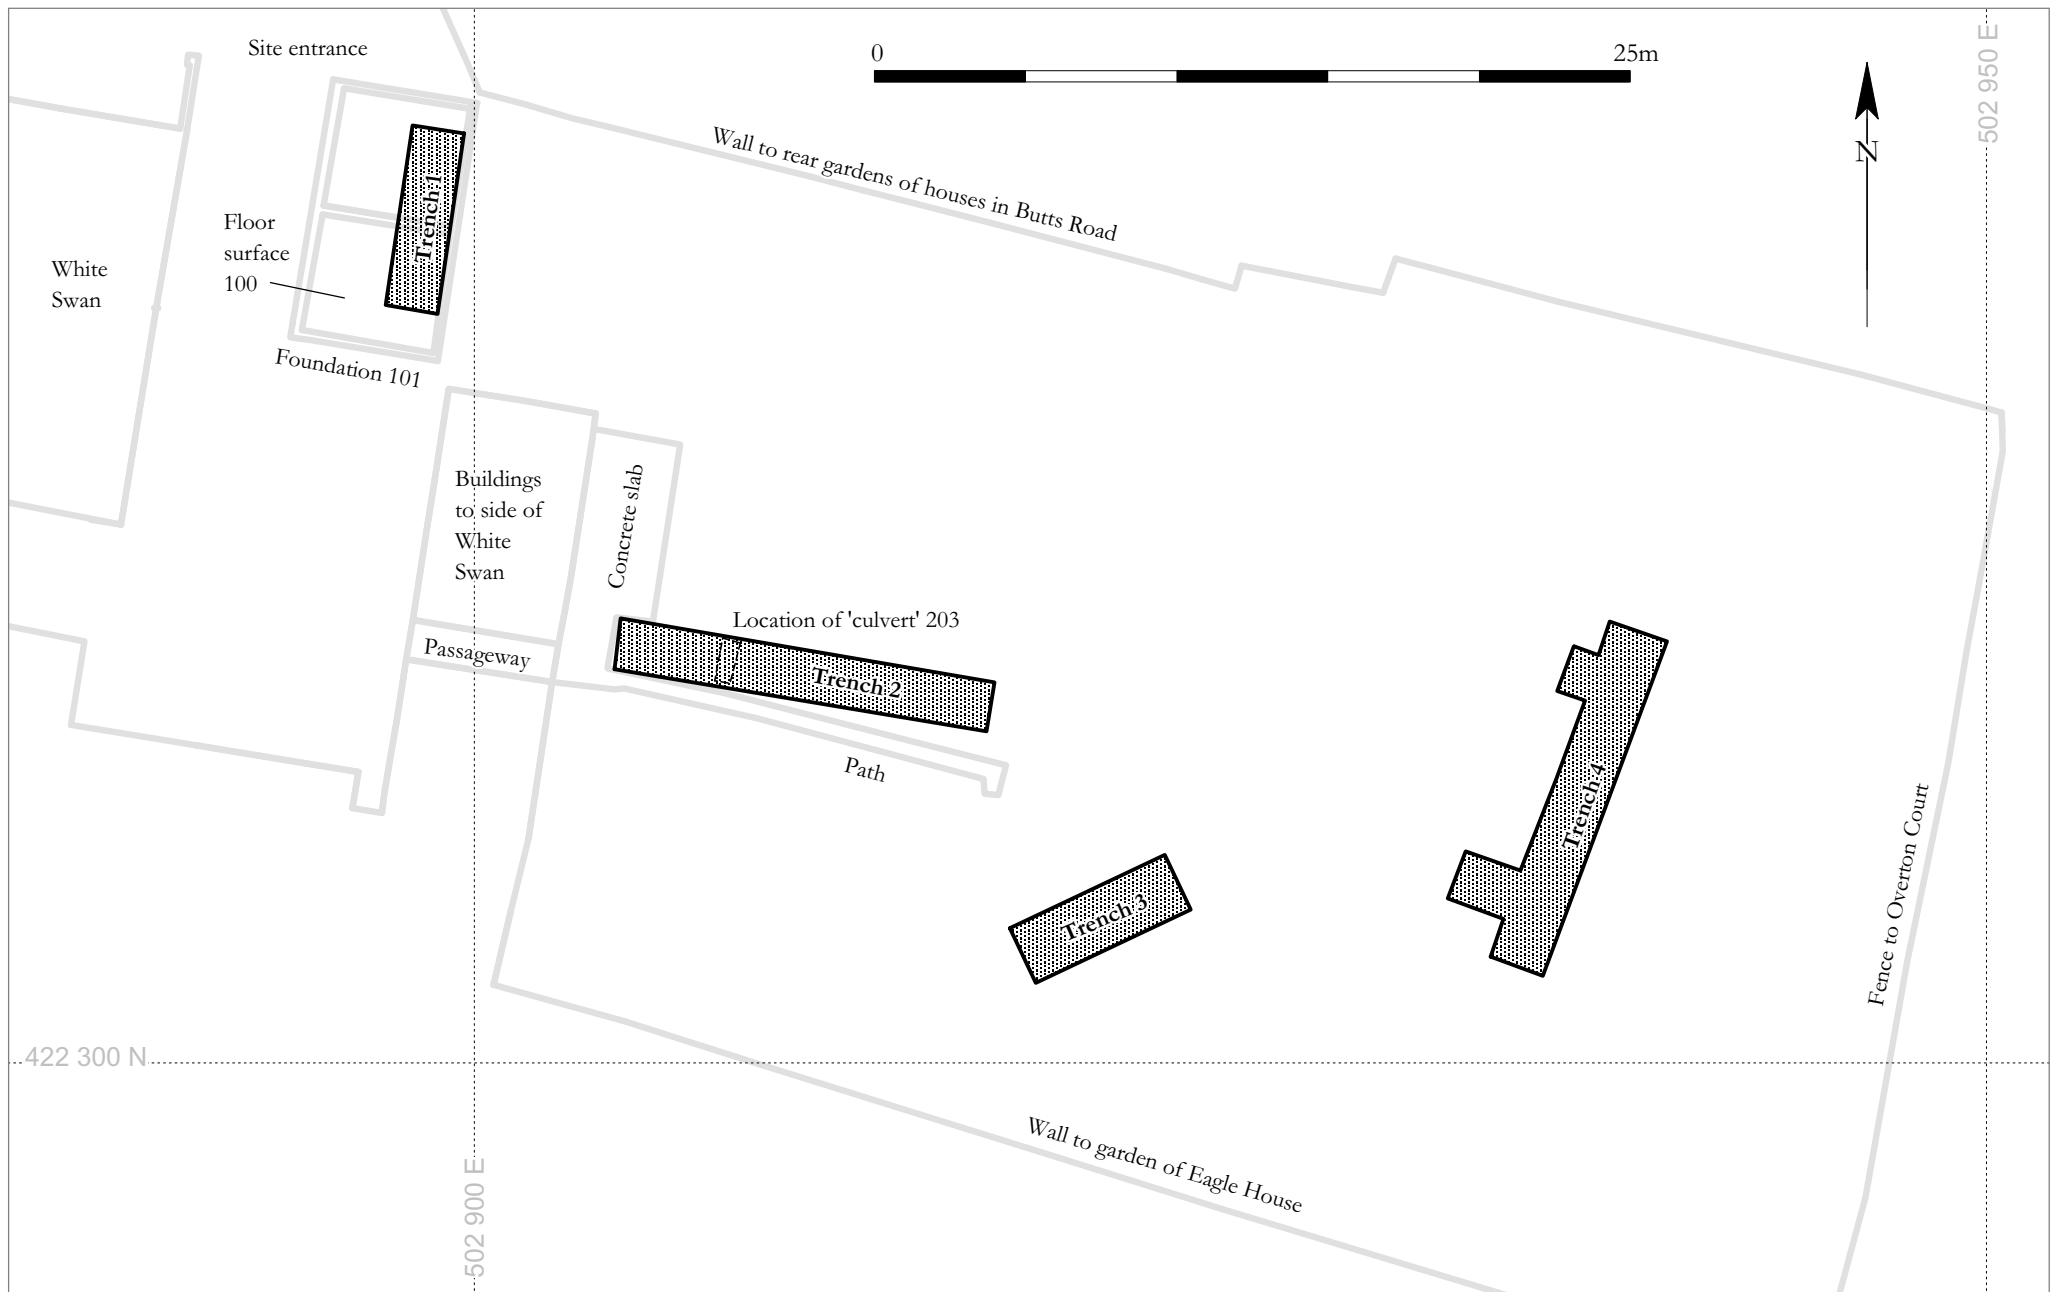 Site entrance
0
25m
502 950 E
N
Wall to rear gardens of houses in Butts Road
Trench 1
Floor
surface
100
White
Swan
Foundation 101
Buildings
to side of
White
Swan
Concrete slab
Location of 'culvert' 203
Passageway
Trench 2
Path
Trench 4
Trench 3
Fence to Overton Court
422 300 N
502 900 E
Wall to garden of Eagle House